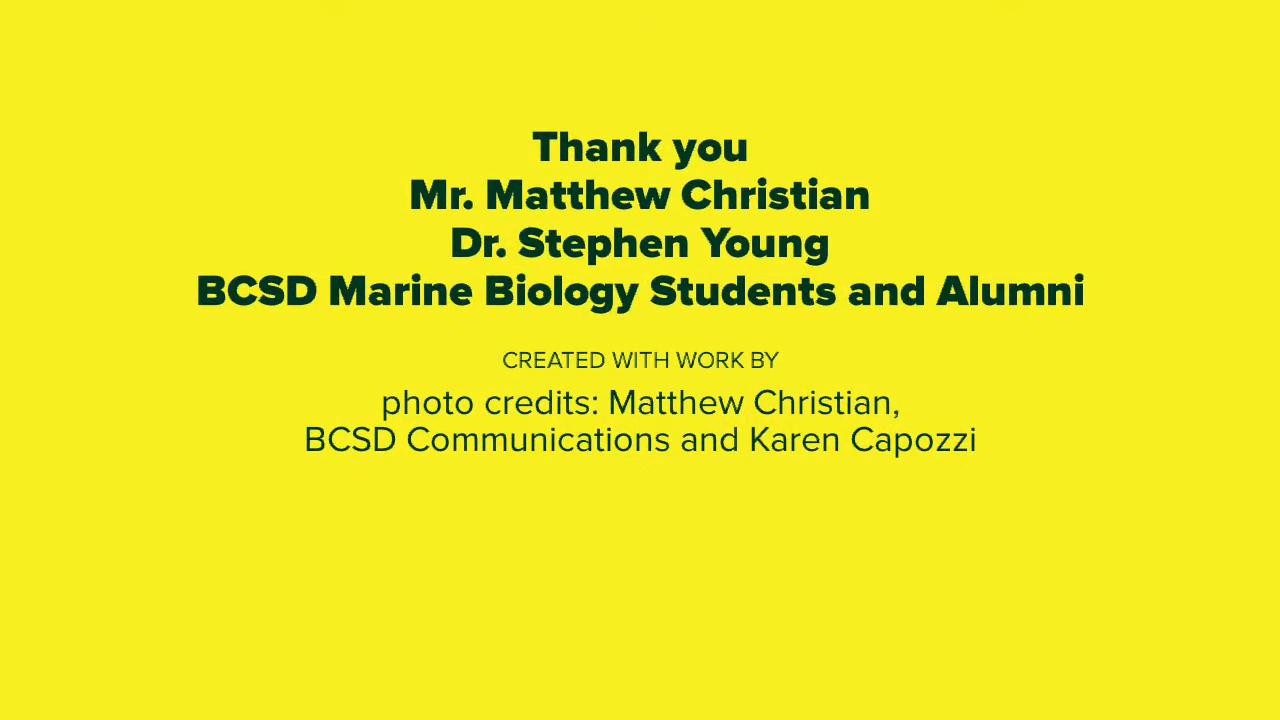 Thank you
Mr. Matthew Christian
Dr. Stephen Young
BCSD Marine Biology Students and Alumni
CREATED WITH WORK BY
photo credits: Matthew Christian,
BCSD Communications and Karen Capozzi